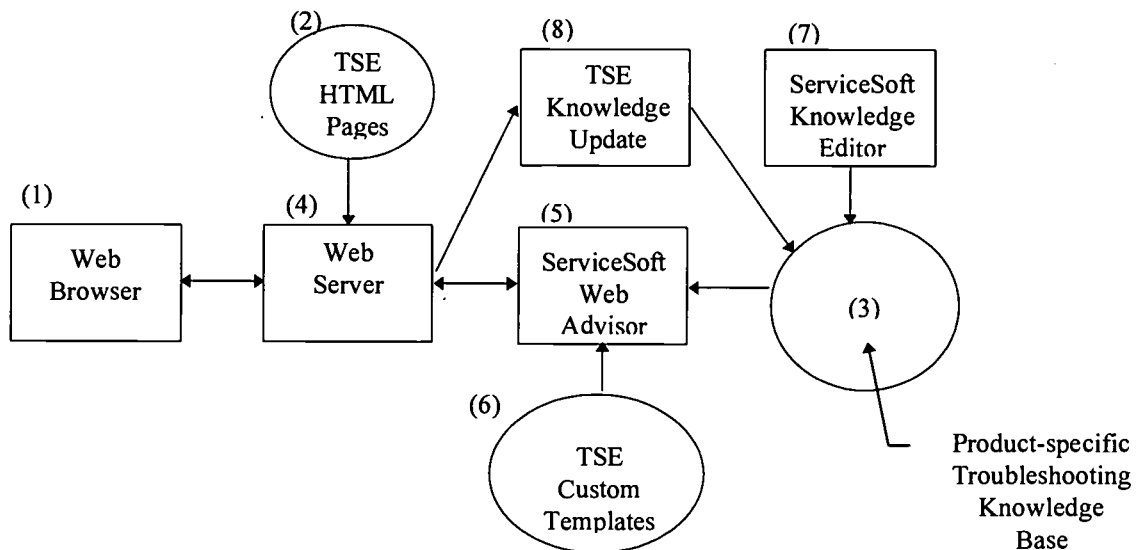 (2)
TSE
HTML
Pages
(8)
TSE
Knowledge
Update
(7)
ServiceSoft
Knowledge
Editor
(1)
Web
Browser
(4)
Web
Server
(5)
ServiceSoft
Web
Advisor
(3)
(6)
TSE
Custom
Templates
Product-specific
Troubleshooting
Knowledge
Base